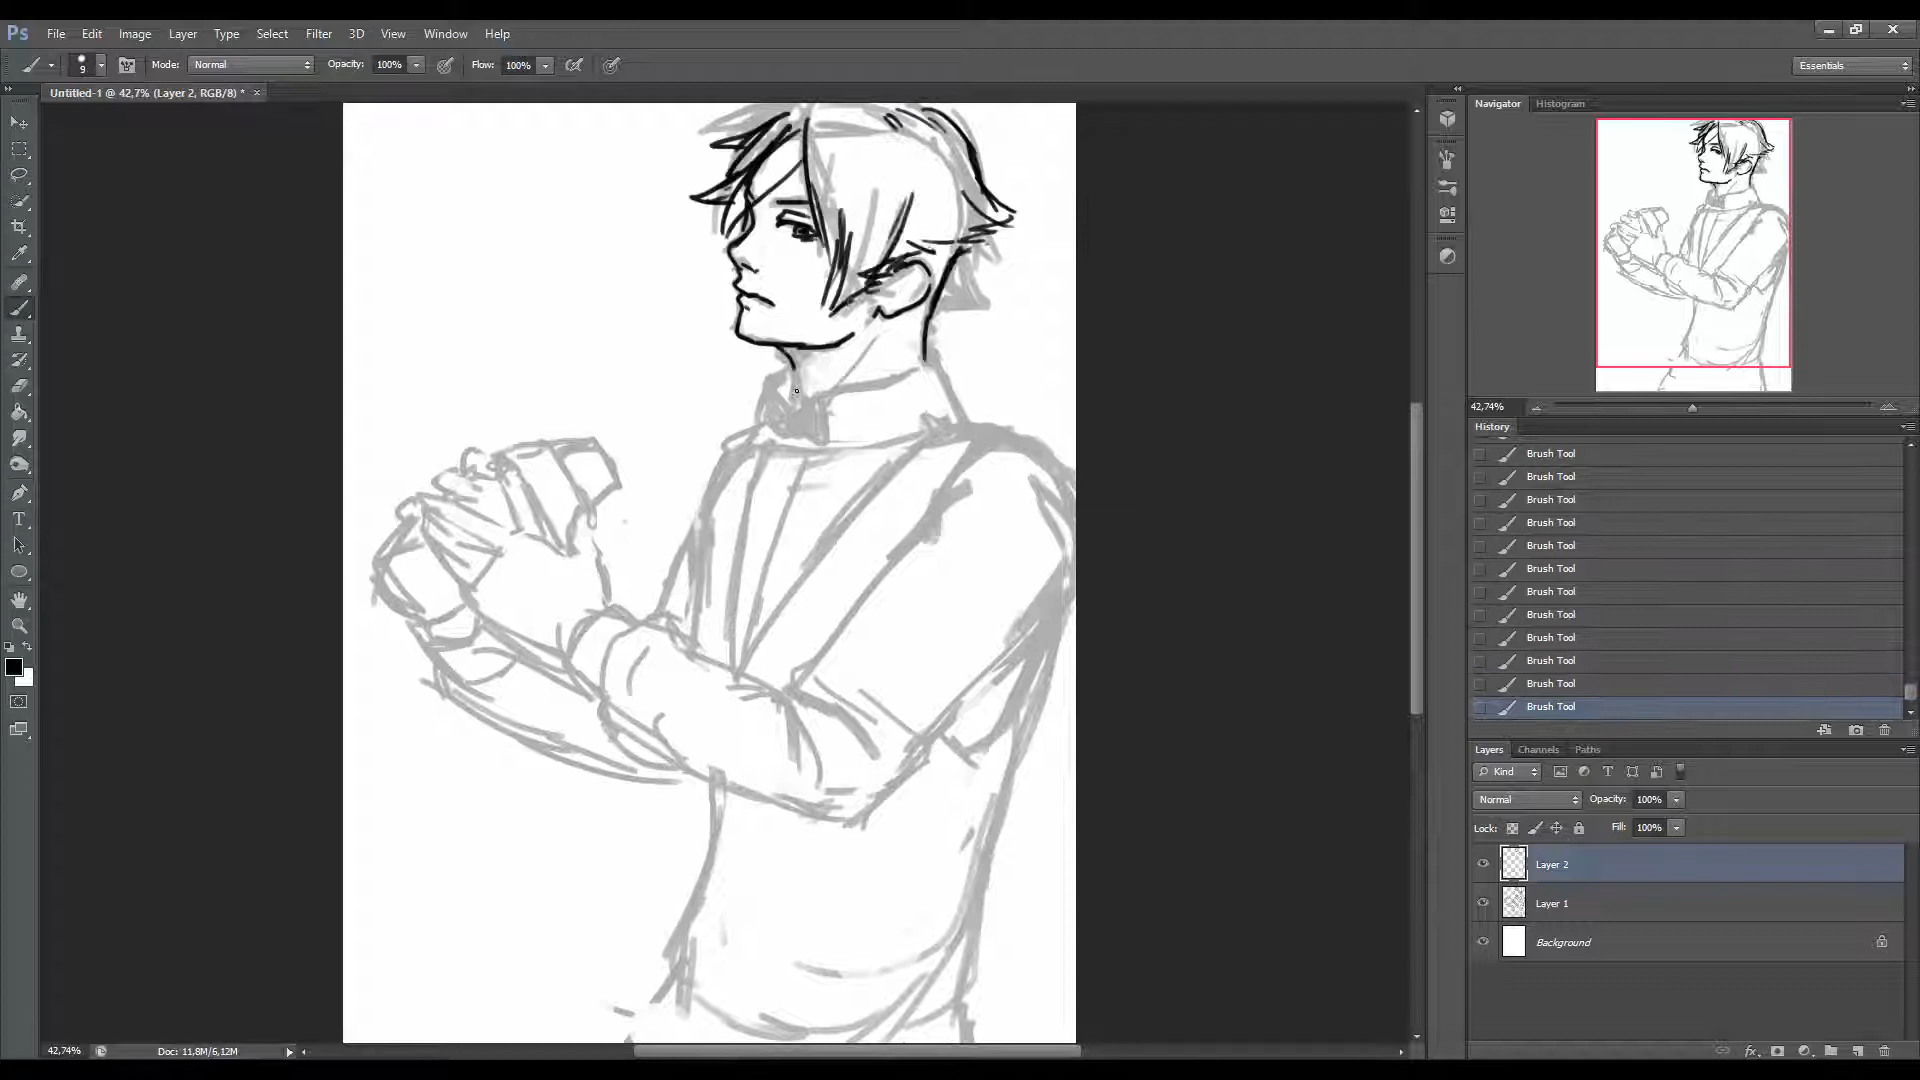 Ps File Edit Image Layer Type Select Filter 3D View Window Help
9 Mode: Normal Opacity: 100% Flow: 100% Essentials
Untitled-1 @ 42,7% (Layer 2, RGB/8) * ×
Navigator Histogram
42,74%
History
Brush Tool
Brush Tool
Brush Tool
Brush Tool
Brush Tool
Brush Tool
Brush Tool
Brush Tool
Brush Tool
Brush Tool
Brush Tool
Brush Tool
Layers Channels Paths
Kind
Normal Opacity: 100%
Lock: Fill: 100%
Layer 2
Layer 1
Background
42,74% Doc: 11,8M/6,12M